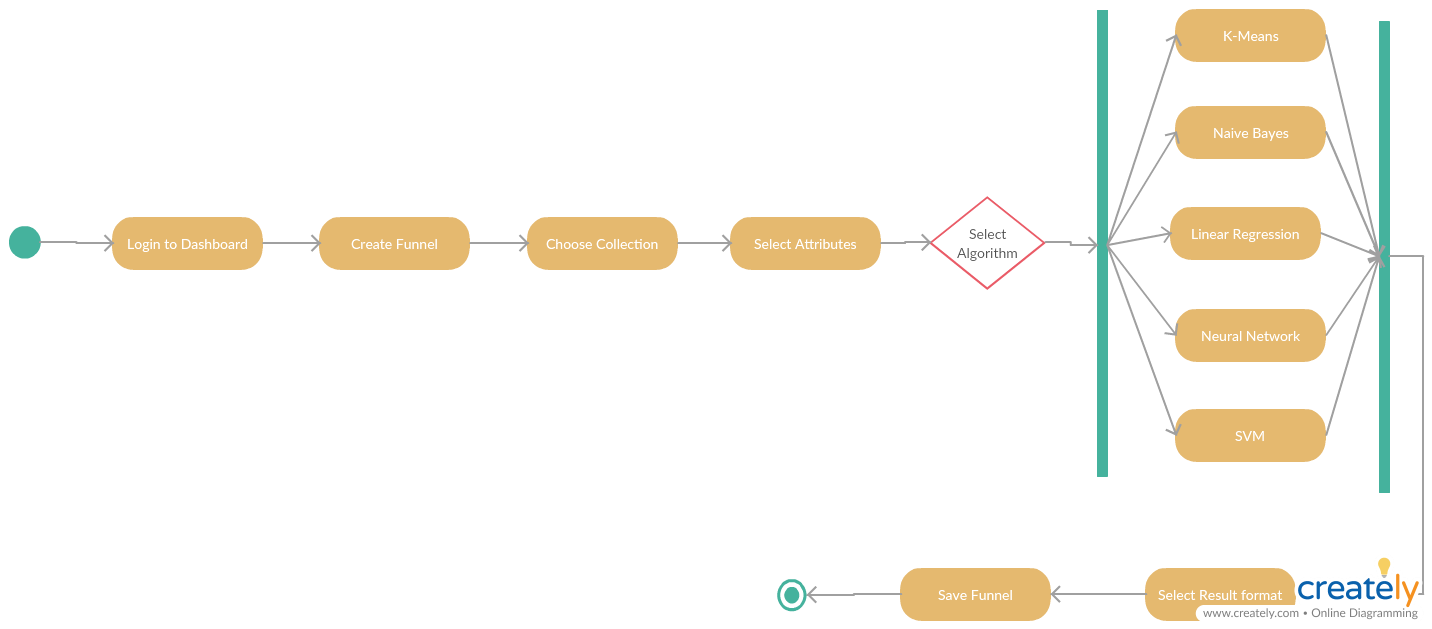 K-Means
Naive Bayes
Linear Regression
Login to Dashboard
Create Funnel
Choose Collection
Select Attributes
Select
Algorithm
Neural Network
SVM
Save Funnel
Select Result format
creately
www.creately.com • Online Diagramming